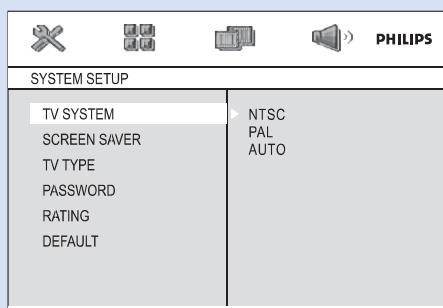 PHILIPS
SYSTEM SETUP
TV SYSTEM
SCREEN SAVER
TV TYPE
PASSWORD
RATING
DEFAULT
NTSC
PAL
AUTO